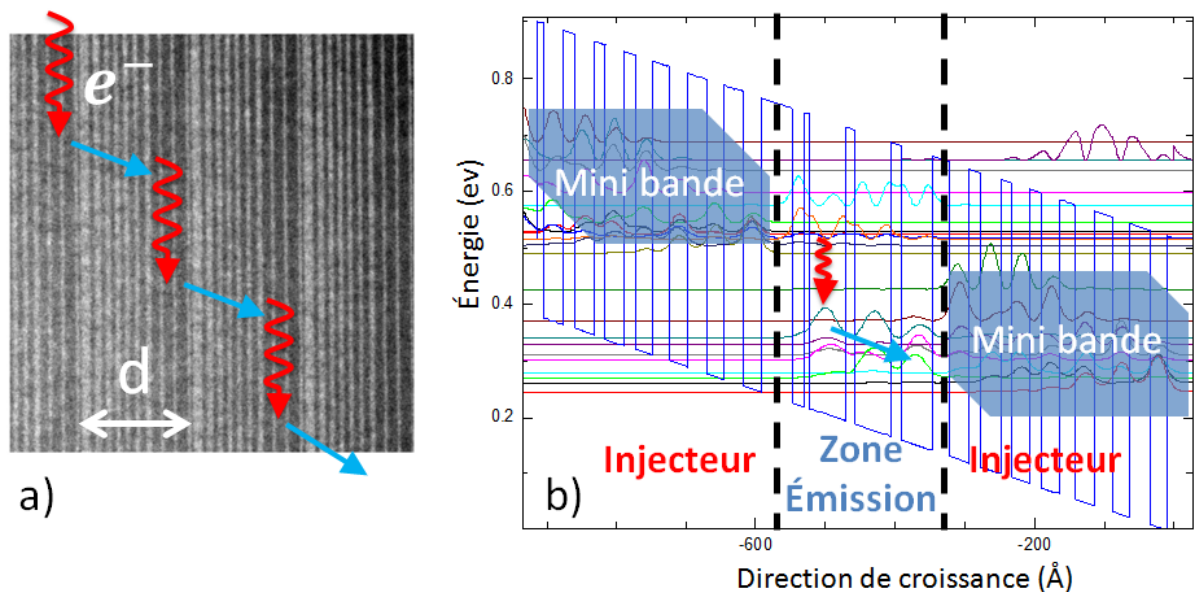 e⁻
d
a)
Énergie (ev)
0.8
0.6
0.4
0.2
Mini bande
Mini bande
Injecteur
Zone
Émission
Injecteur
b)
-600
-200
Direction de croissance (Å)